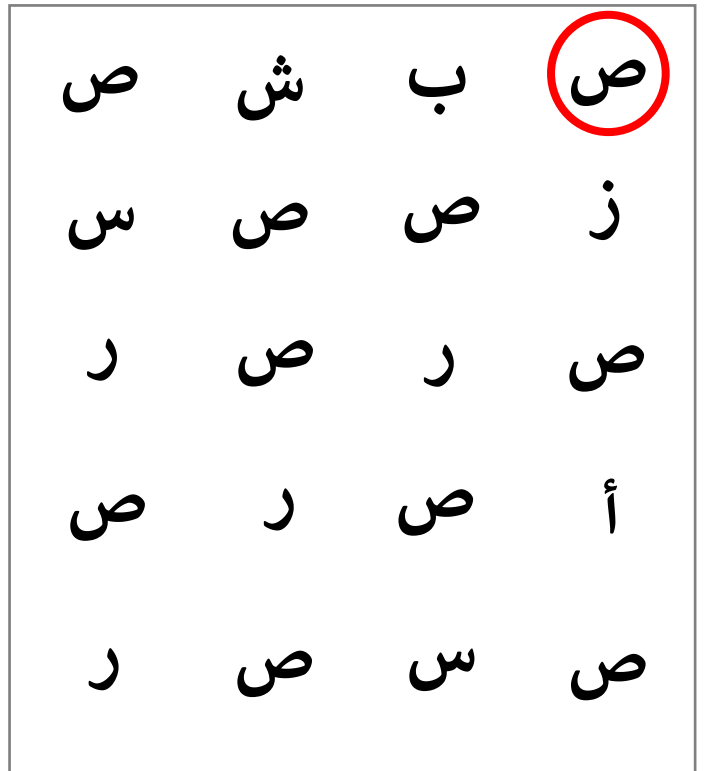 ص ب ش ص
ز ص ص س
ص ر ص ر
أ ص ر ص
ص س ص ر